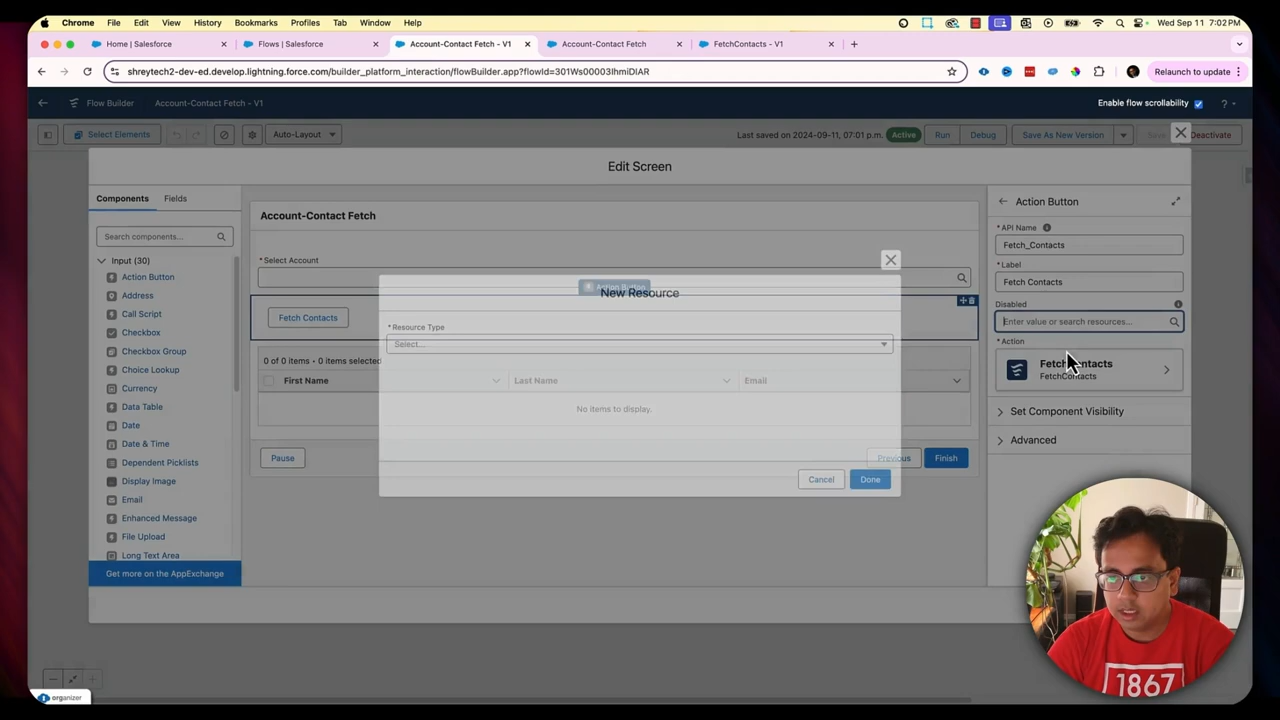 Chrome File Edit View History Bookmarks Profiles Tab Window Help Wed Sep 11 7:02 PM
Home | Salesforce Flows | Salesforce Account-Contact Fetch - V1 Account-Contact Fetch FetchContacts - V1
shreytech2-dev-ed.develop.lightning.force.com/builder_platform_interaction/flowBuilder.app?flowId=301Ws00003IhmiDIAR Relaunch to update
Flow Builder Account-Contact Fetch - V1 Enable flow scrollability ?
Select Elements Auto-Layout Last saved on 2024-09-11, 07:01 p.m. Active Run Debug Save As New Version Save Deactivate
Edit Screen
Components Fields
Account-Contact Fetch
Action Button
Search components...
* API Name
Fetch_Contacts
* Select Account
Input (30)
* Label
Action Button
Fetch Contacts
Address
Action Button
New Resource
Disabled
Call Script
Fetch Contacts
Enter value or search resources...
Checkbox
* Resource Type
* Action
Select...
Checkbox Group
0 of 0 items • 0 items selected
FetchContacts
FetchContacts
Choice Lookup
First Name Last Name Email
Currency
Data Table
No items to display.
Set Component Visibility
Date
Advanced
Date & Time
Dependent Picklists
Pause Previous Finish
Display Image
Cancel Done
Email
Enhanced Message
File Upload
Long Text Area
Get more on the AppExchange
1867
organizer